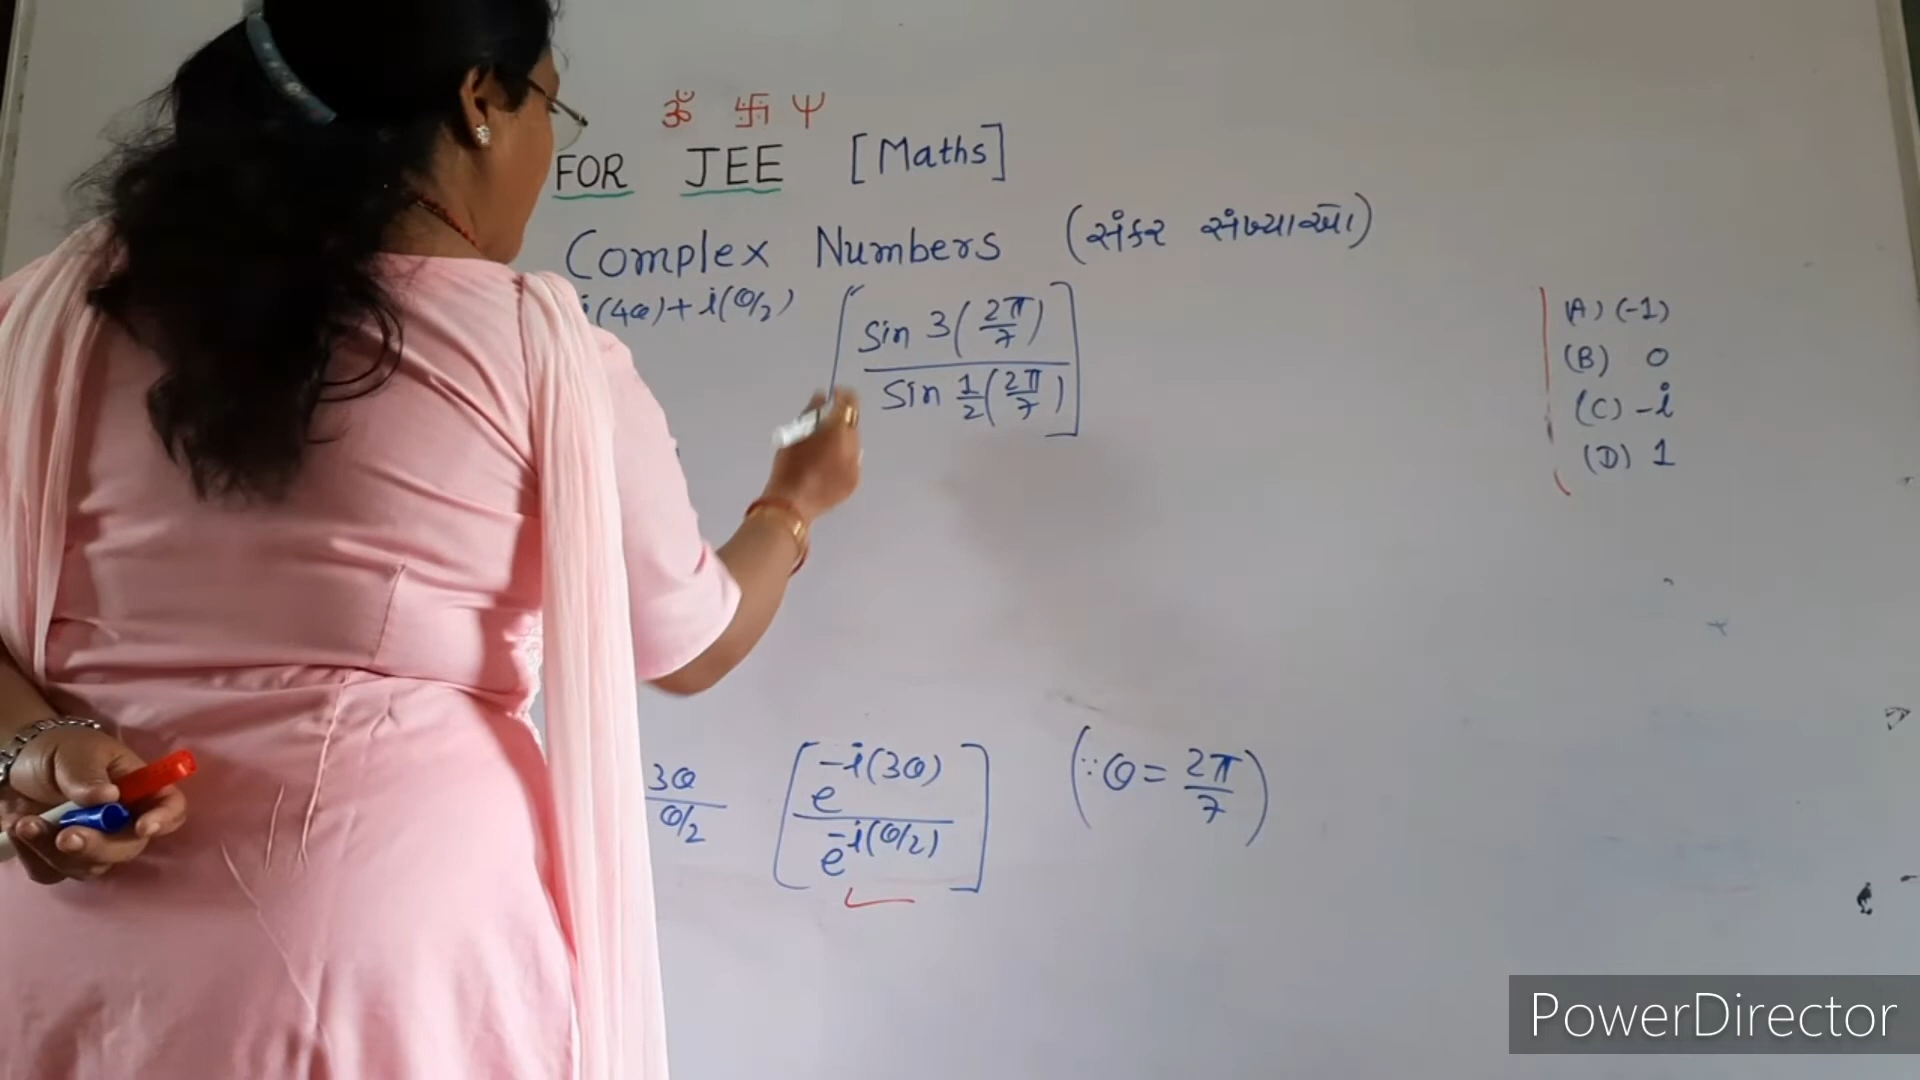 ॐ 卐 Ψ
FOR JEE [Maths]
Complex Numbers (સંકર સંખ્યાઓ)
i(4θ)+i(θ/2) [sin 3(2π/7) / sin 1/2(2π/7)]
(A) (-1)
(B) 0
(C) -i
(D) 1
3θ / θ/2 [e^-i(3θ) / e^-i(θ/2)] (∵ θ = 2π/7)
PowerDirector